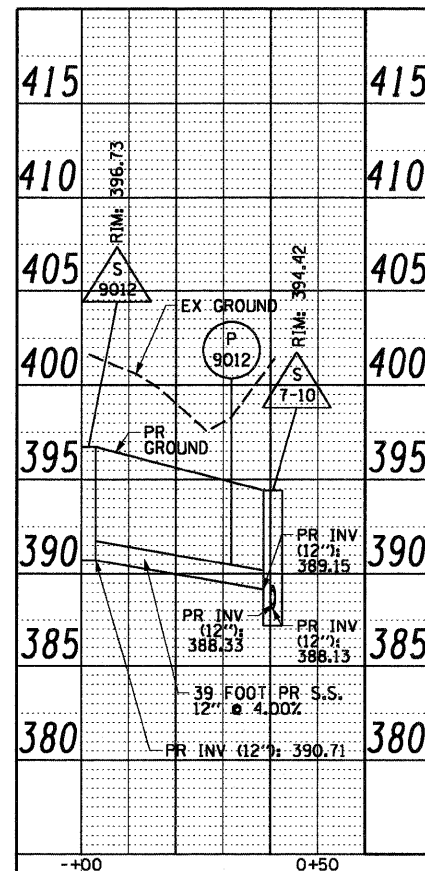 415
415
410
410
405
405
400
400
395
395
390
390
385
385
380
380
RIM: 396.73
S
9012
EX GROUND
P
9012
RIM: 394.42
S
7-10
PR
GROUND
PR INV
(12"):
389.15
PR INV
(12"):
388.33
PR INV
(12"):
388.13
39 FOOT PR S.S.
12" @ 4.00%
PR INV (12"): 390.71
-+00
0+50